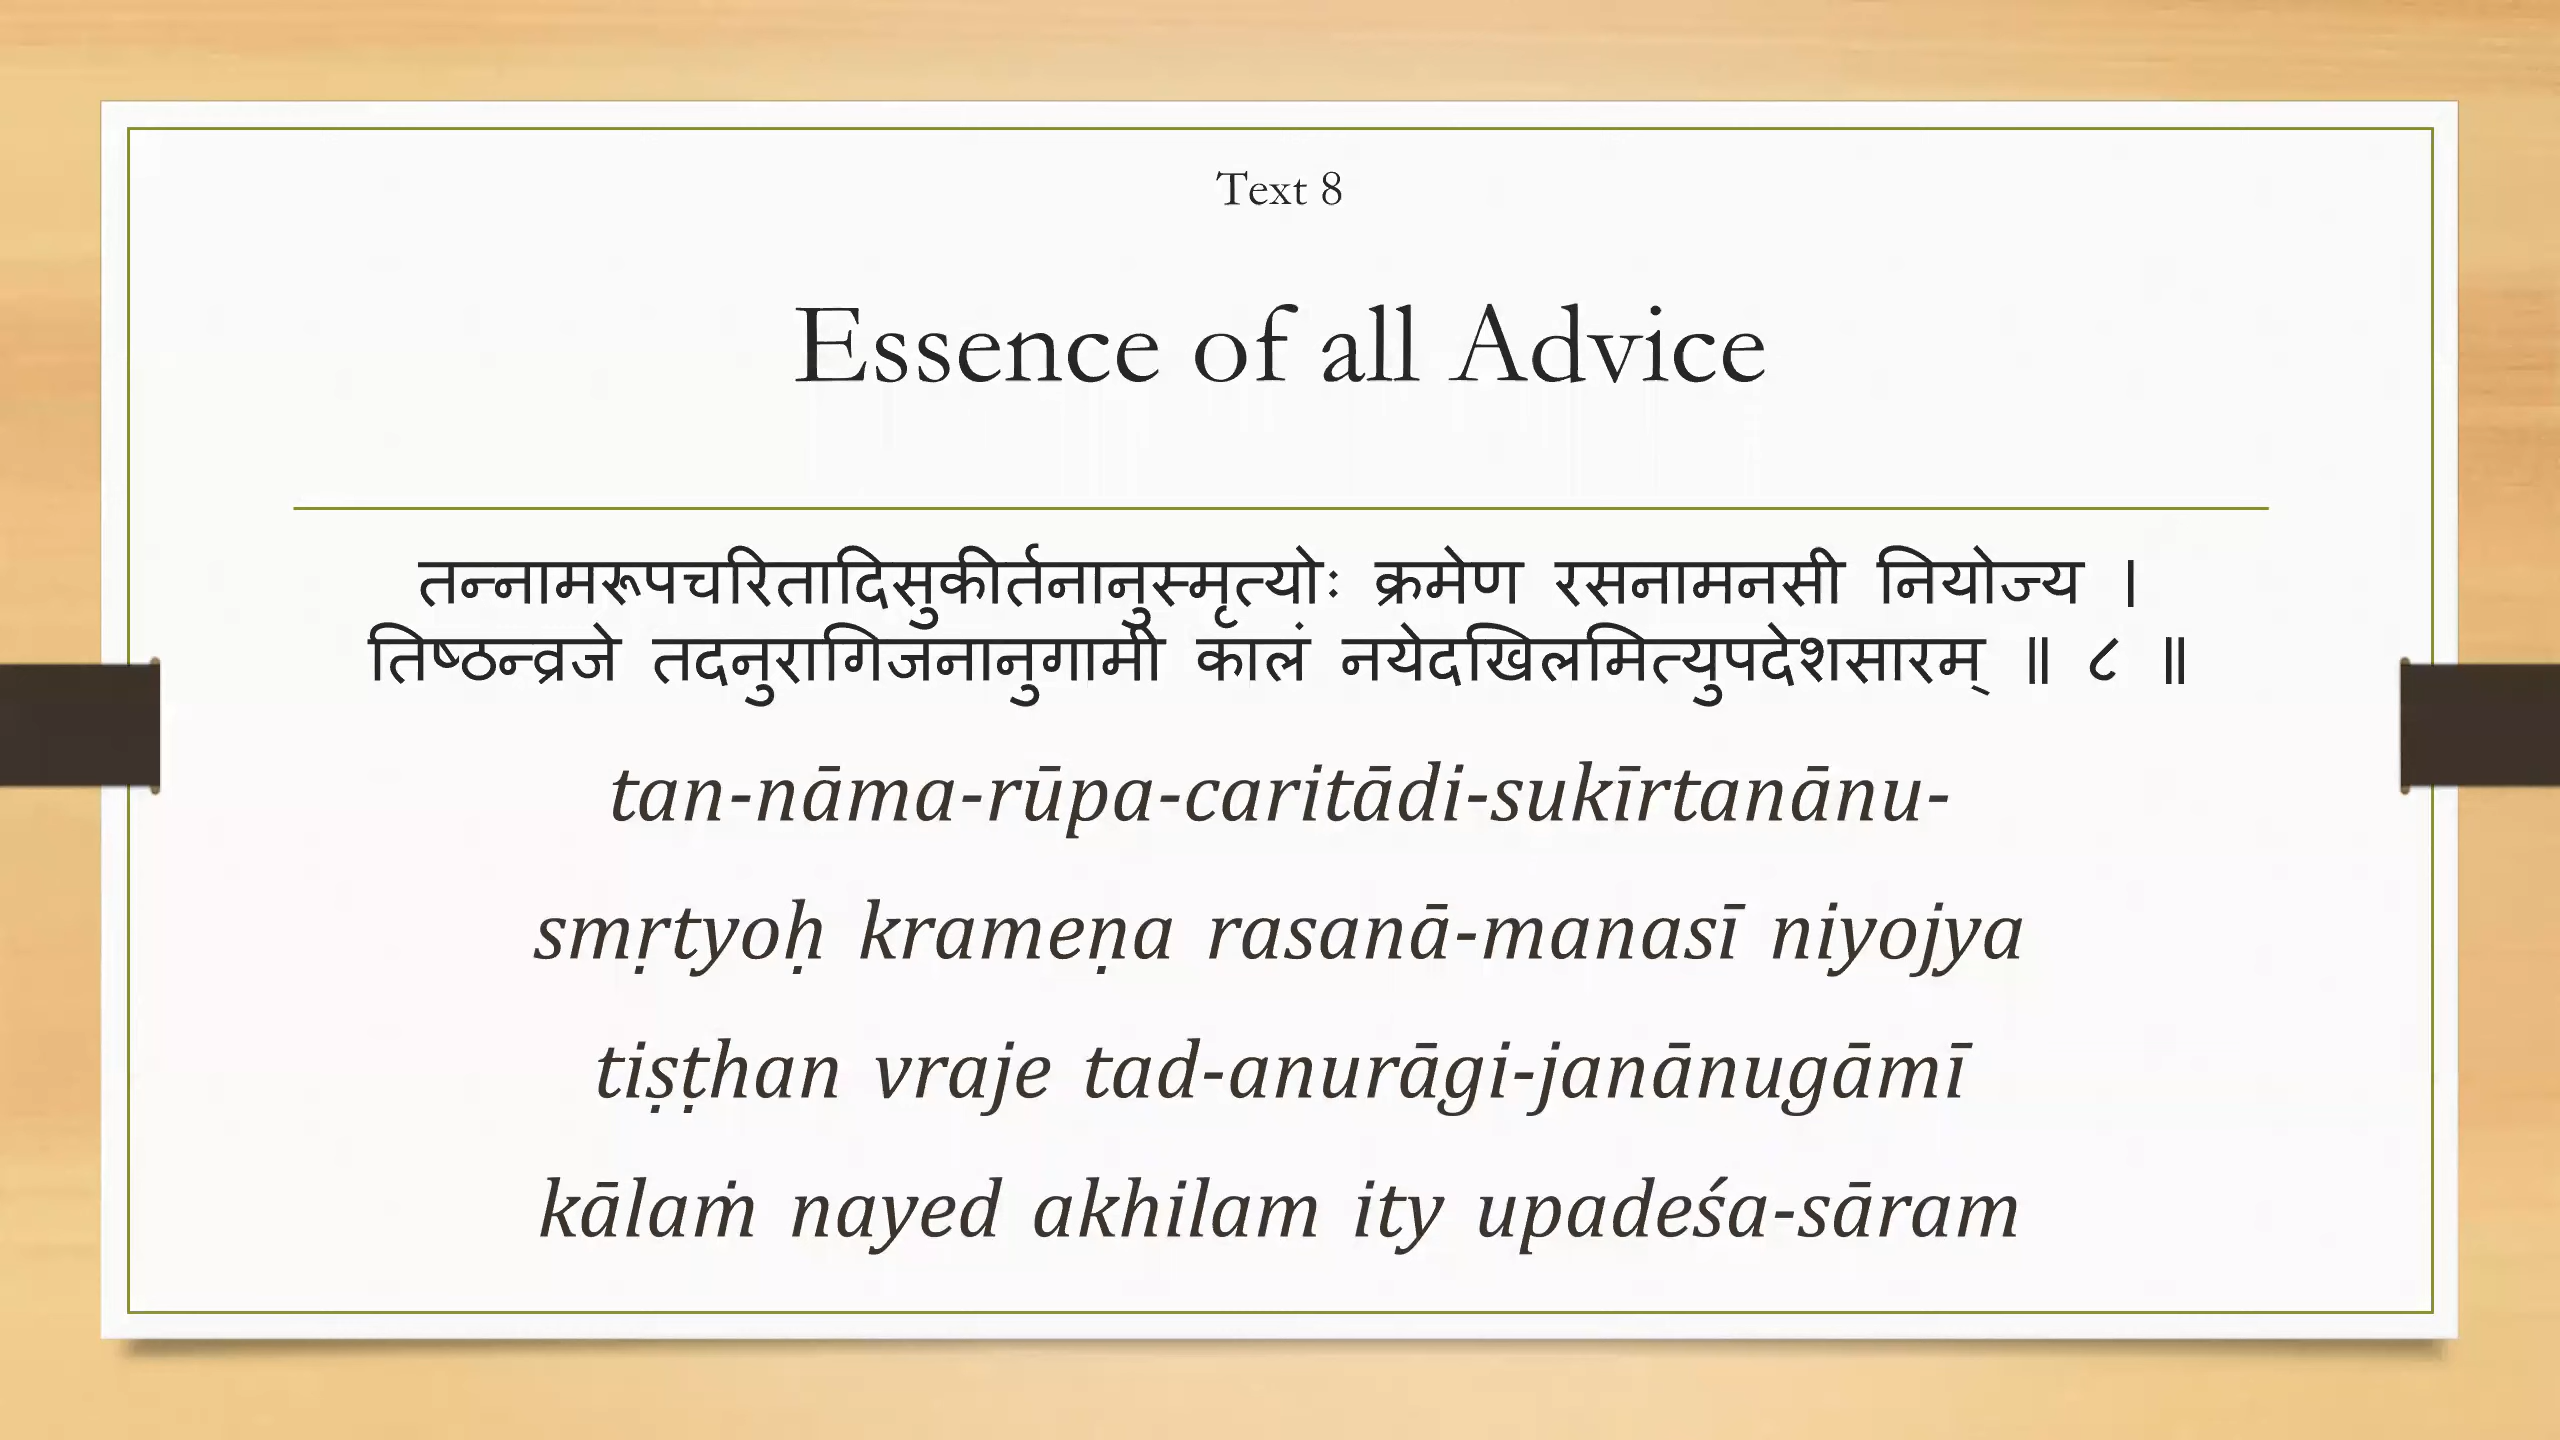 Text 8
Essence of all Advice
तन्नामरूपचरितादिसुकीर्तनानुस्मृत्योः क्रमेण रसनामनसी नियोज्य ।
तिष्ठन्व्रजे तदनुरागिजनानुगामी कालं नयेदखिलमित्युपदेशसारम् ॥ ८ ॥
tan-nāma-rūpa-caritādi-sukīrtanānu-
smṛtyoḥ krameṇa rasanā-manasī niyojya
tiṣṭhan vraje tad-anurāgi-janānugāmī
kālaṁ nayed akhilam ity upadeśa-sāram